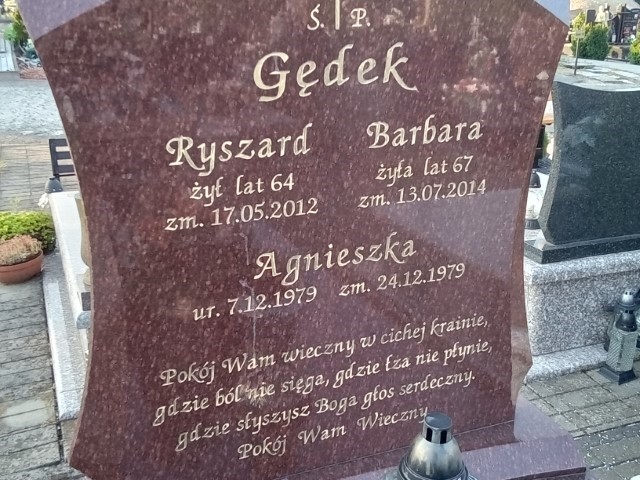 Ś. P.
Gędek
Ryszard
żył lat 64
zm. 17.05.2012
Barbara
żyła lat 67
zm. 13.07.2014
Agnieszka
ur. 7.12.1979 zm. 24.12.1979
Pokój Wam wieczny w cichej krainie,
gdzie ból nie sięga, gdzie łza nie płynie,
gdzie słyszysz Boga głos serdeczny.
Pokój Wam Wieczny